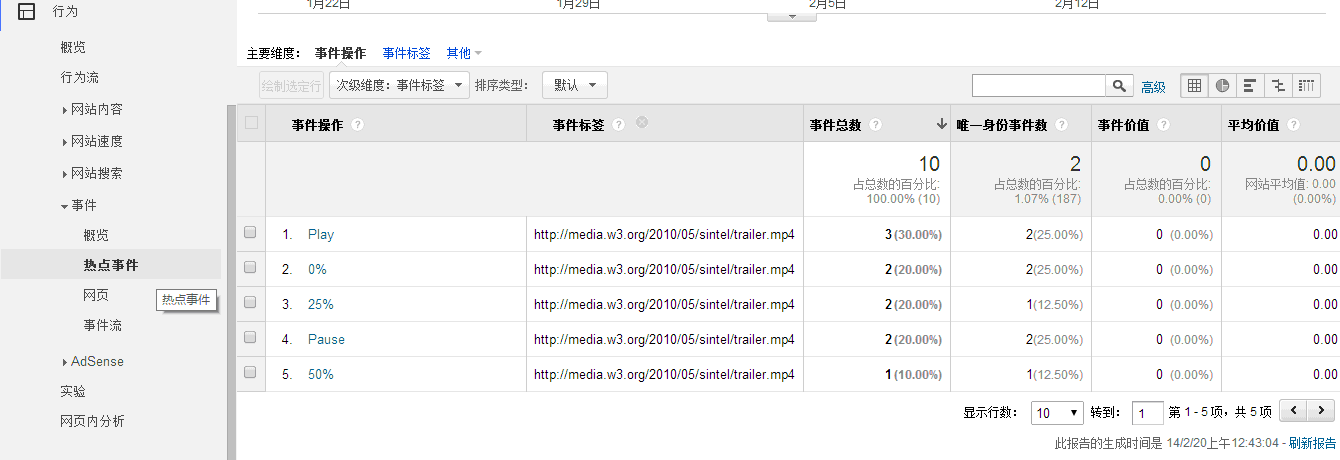 行为
1月22日 1月29日 2月5日 2月12日
概览
行为流
网站内容
网站速度
网站搜索
事件
概览
热点事件
网页
热点事件
事件流
AdSense
实验
网页内分析
主要维度： 事件操作 事件标签 其他
绘制选定行 次级维度：事件标签 排序类型： 默认 高级
事件操作 ? 事件标签 ? 事件总数 ? 唯一身份事件数 ? 事件价值 ? 平均价值 ?
10 2 0 0.00
占总数的百分比: 占总数的百分比: 占总数的百分比: 网站平均值: 0.00
100.00% (10) 1.07% (187) 0.00% (0) (0.00%)
1. Play http://media.w3.org/2010/05/sintel/trailer.mp4 3 (30.00%) 2(25.00%) 0 (0.00%) 0.00
2. 0% http://media.w3.org/2010/05/sintel/trailer.mp4 2 (20.00%) 2(25.00%) 0 (0.00%) 0.00
3. 25% http://media.w3.org/2010/05/sintel/trailer.mp4 2 (20.00%) 1(12.50%) 0 (0.00%) 0.00
4. Pause http://media.w3.org/2010/05/sintel/trailer.mp4 2 (20.00%) 2(25.00%) 0 (0.00%) 0.00
5. 50% http://media.w3.org/2010/05/sintel/trailer.mp4 1 (10.00%) 1(12.50%) 0 (0.00%) 0.00
显示行数： 10 转到： 1 第 1 - 5 项，共 5 项
此报告的生成时间是 14/2/20上午12:43:04 - 刷新报告